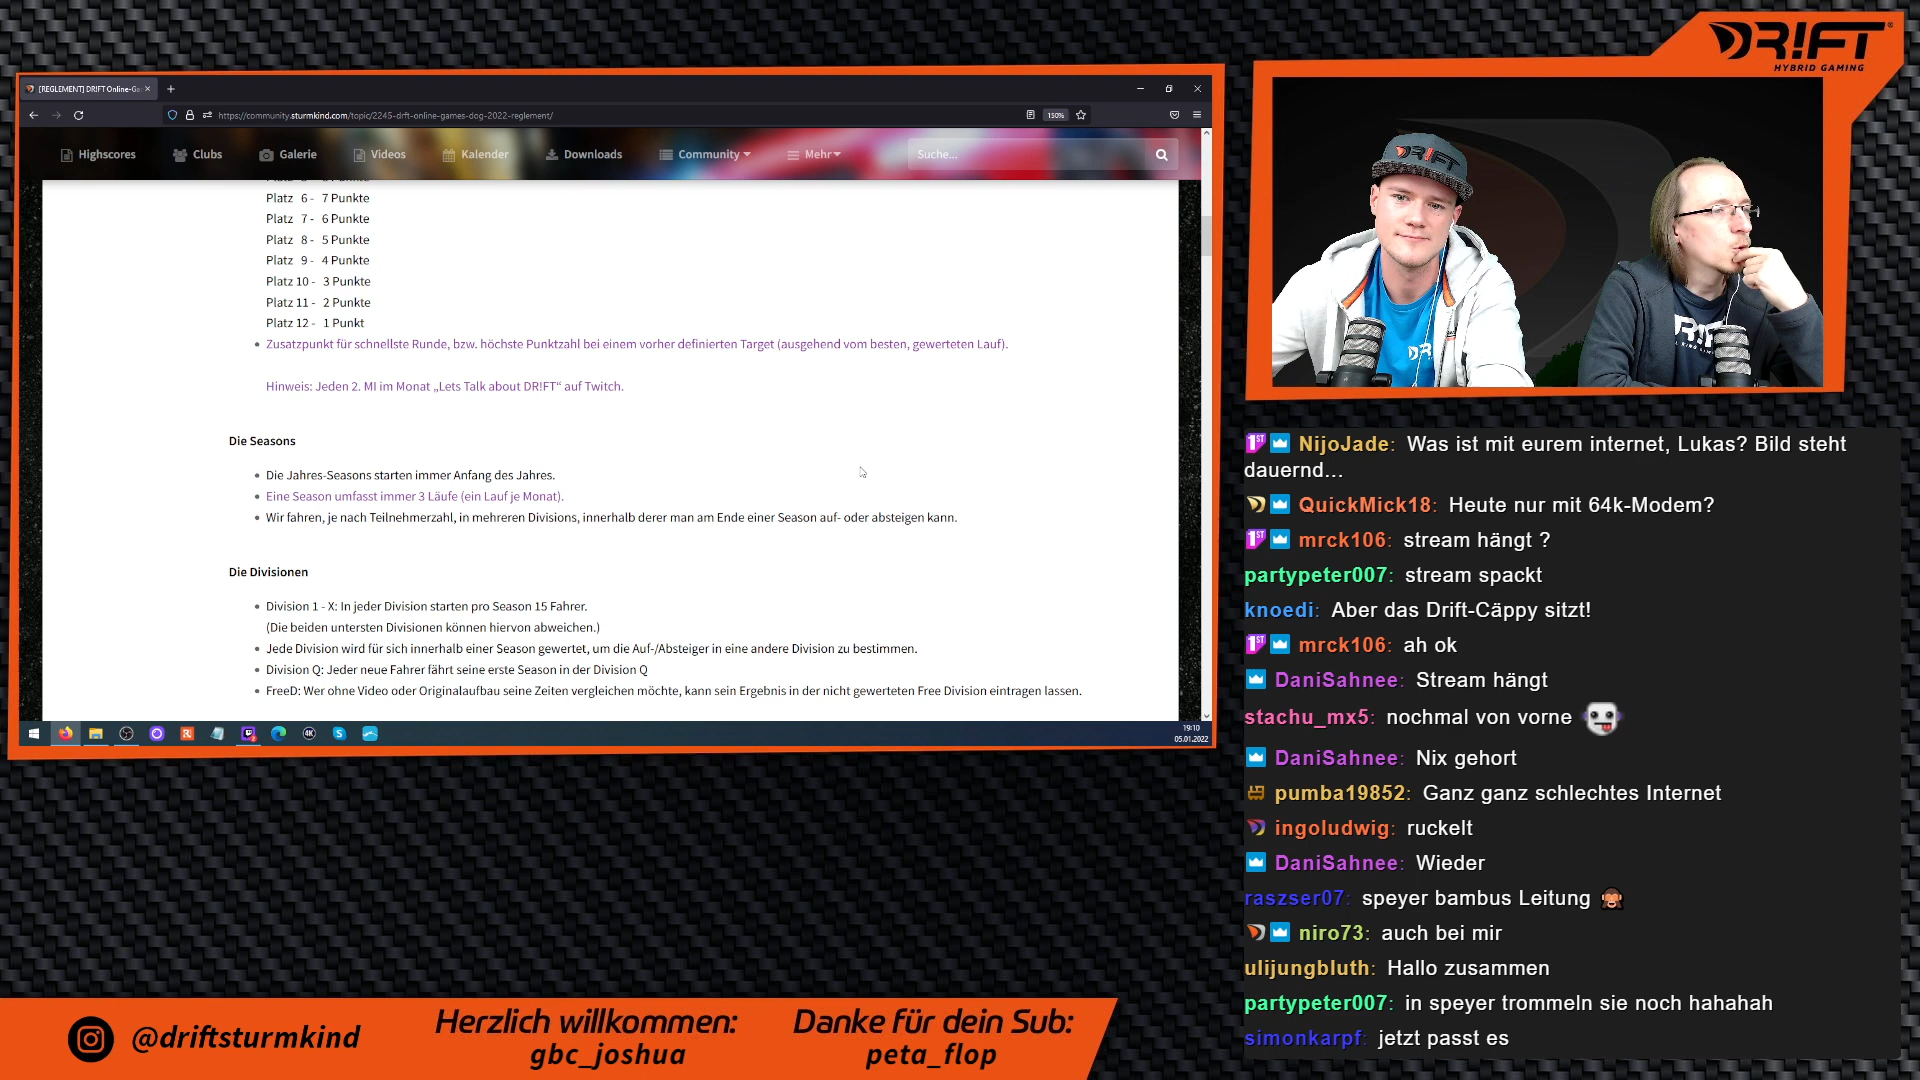 DR!FT
HYBRID GAMING
[REGLEMENT] DR!FT Online-Ga
https://community.sturmkind.com/topic/2245-drft-online-games-dog-2022-reglement/
150%
Highscores
Clubs
Galerie
Videos
Kalender
Downloads
Community
Mehr
Suche...
Platz 6 - 7 Punkte
Platz 7 - 6 Punkte
Platz 8 - 5 Punkte
Platz 9 - 4 Punkte
Platz 10 - 3 Punkte
Platz 11 - 2 Punkte
Platz 12 - 1 Punkt
Zusatzpunkt für schnellste Runde, bzw. höchste Punktzahl bei einem vorher definierten Target (ausgehend vom besten, gewerteten Lauf).
Hinweis: Jeden 2. MI im Monat „Lets Talk about DR!FT“ auf Twitch.
Die Seasons
Die Jahres-Seasons starten immer Anfang des Jahres.
Eine Season umfasst immer 3 Läufe (ein Lauf je Monat).
Wir fahren, je nach Teilnehmerzahl, in mehreren Divisions, innerhalb derer man am Ende einer Season auf- oder absteigen kann.
Die Divisionen
Division 1 - X: In jeder Division starten pro Season 15 Fahrer.
(Die beiden untersten Divisionen können hiervon abweichen.)
Jede Division wird für sich innerhalb einer Season gewertet, um die Auf-/Absteiger in eine andere Division zu bestimmen.
Division Q: Jeder neue Fahrer fährt seine erste Season in der Division Q
FreeD: Wer ohne Video oder Originalaufbau seine Zeiten vergleichen möchte, kann sein Ergebnis in der nicht gewerteten Free Division eintragen lassen.
19:10
05.01.2022
DR!FT
NijoJade: Was ist mit eurem internet, Lukas? Bild steht
dauernd...
QuickMick18: Heute nur mit 64k-Modem?
mrck106: stream hängt ?
partypeter007: stream spackt
knoedi: Aber das Drift-Cäppy sitzt!
mrck106: ah ok
DaniSahnee: Stream hängt
stachu_mx5: nochmal von vorne
DaniSahnee: Nix gehort
pumba19852: Ganz ganz schlechtes Internet
ingoludwig: ruckelt
DaniSahnee: Wieder
raszser07: speyer bambus Leitung
niro73: auch bei mir
ulijungbluth: Hallo zusammen
partypeter007: in speyer trommeln sie noch hahahah
simonkarpf: jetzt passt es
@driftsturmkind
Herzlich willkommen:
gbc_joshua
Danke für dein Sub:
peta_flop